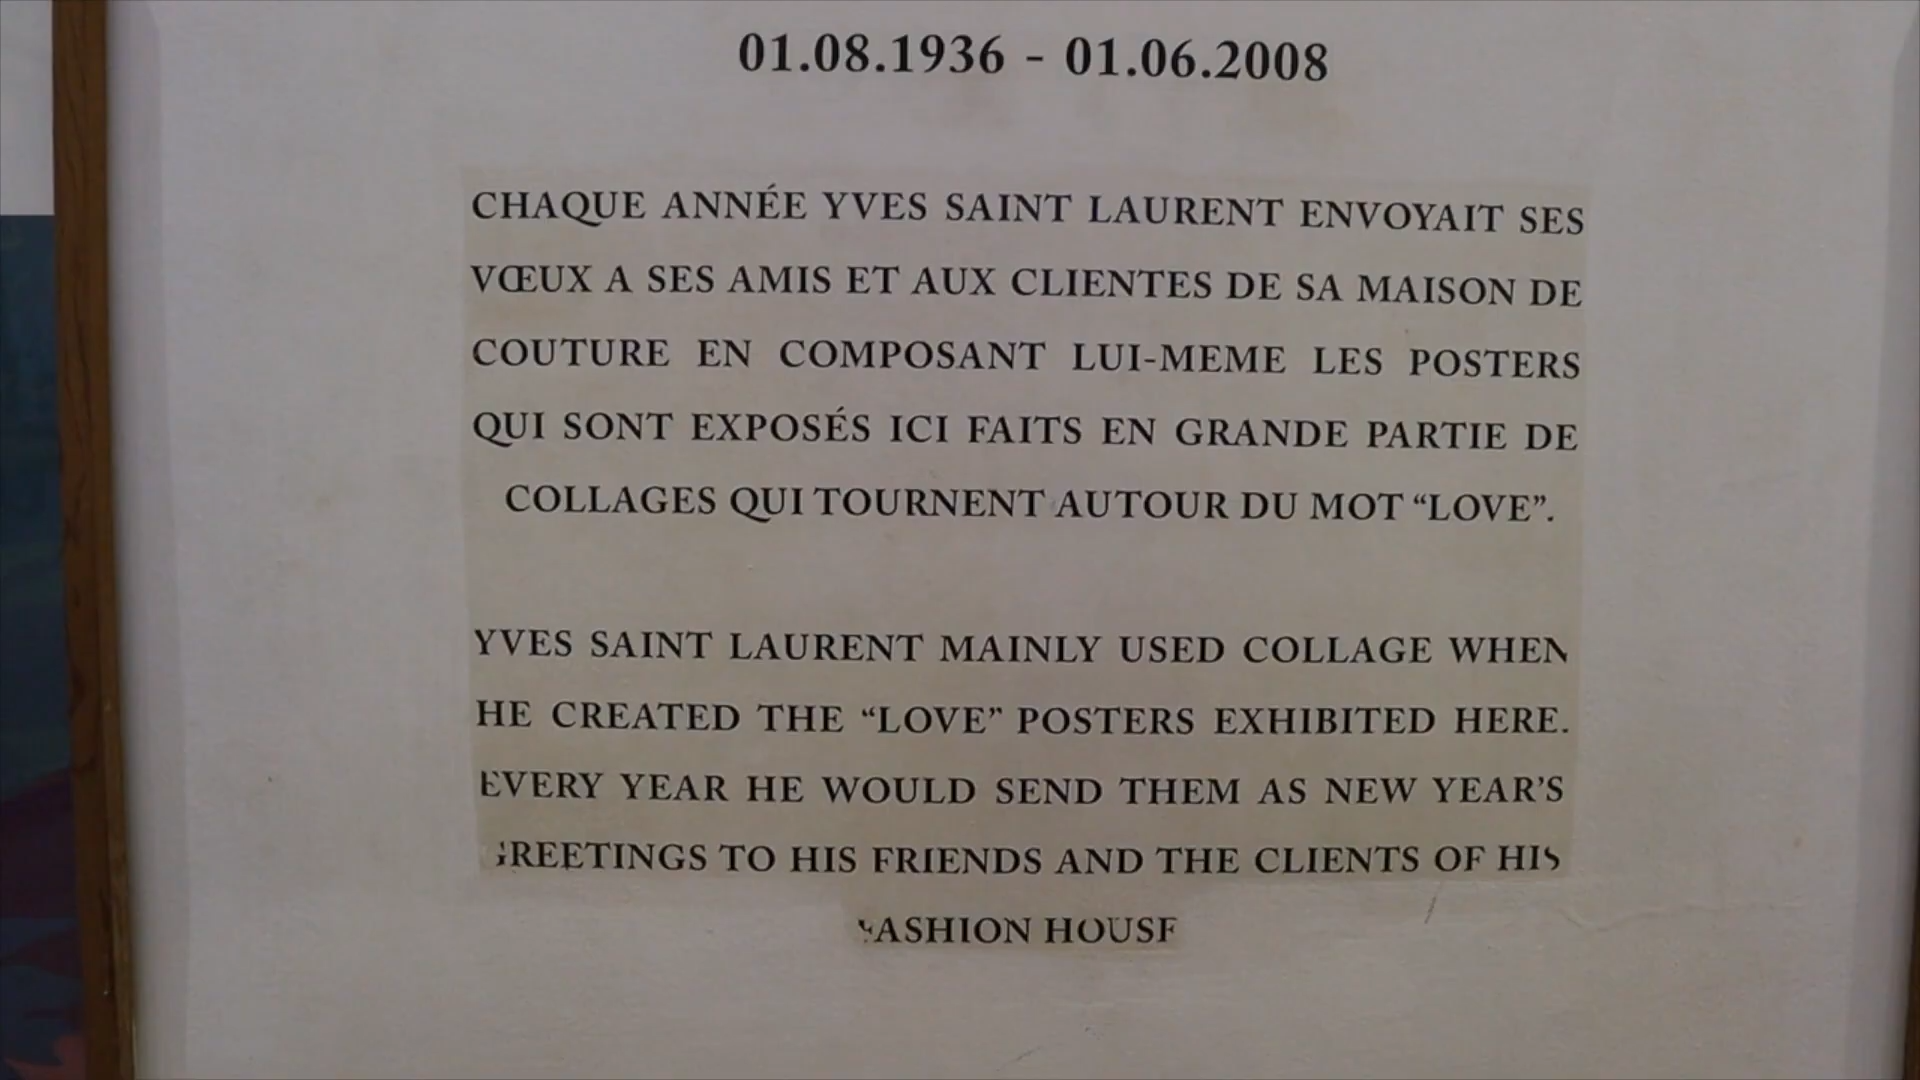 01.08.1936 - 01.06.2008
CHAQUE ANNÉE YVES SAINT LAURENT ENVOYAIT SES
VŒUX A SES AMIS ET AUX CLIENTES DE SA MAISON DE
COUTURE EN COMPOSANT LUI-MEME LES POSTERS
QUI SONT EXPOSÉS ICI FAITS EN GRANDE PARTIE DE
COLLAGES QUI TOURNENT AUTOUR DU MOT “LOVE”.
YVES SAINT LAURENT MAINLY USED COLLAGE WHEN
HE CREATED THE “LOVE” POSTERS EXHIBITED HERE.
EVERY YEAR HE WOULD SEND THEM AS NEW YEAR’S
GREETINGS TO HIS FRIENDS AND THE CLIENTS OF HIS
FASHION HOUSE